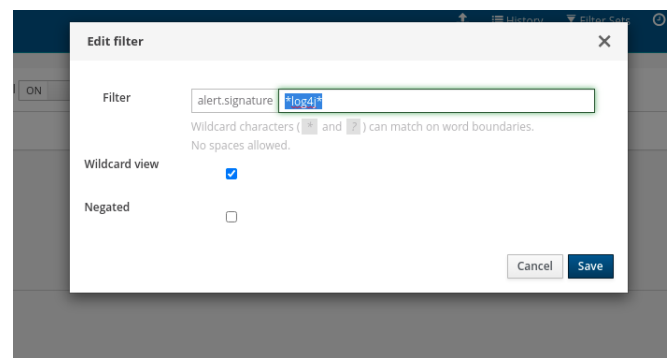 History Filter Sets
Edit filter
ON
Filter
alert.signature *log4j*
Wildcard characters ( * and ? ) can match on word boundaries.
No spaces allowed.
Wildcard view
Negated
Cancel Save